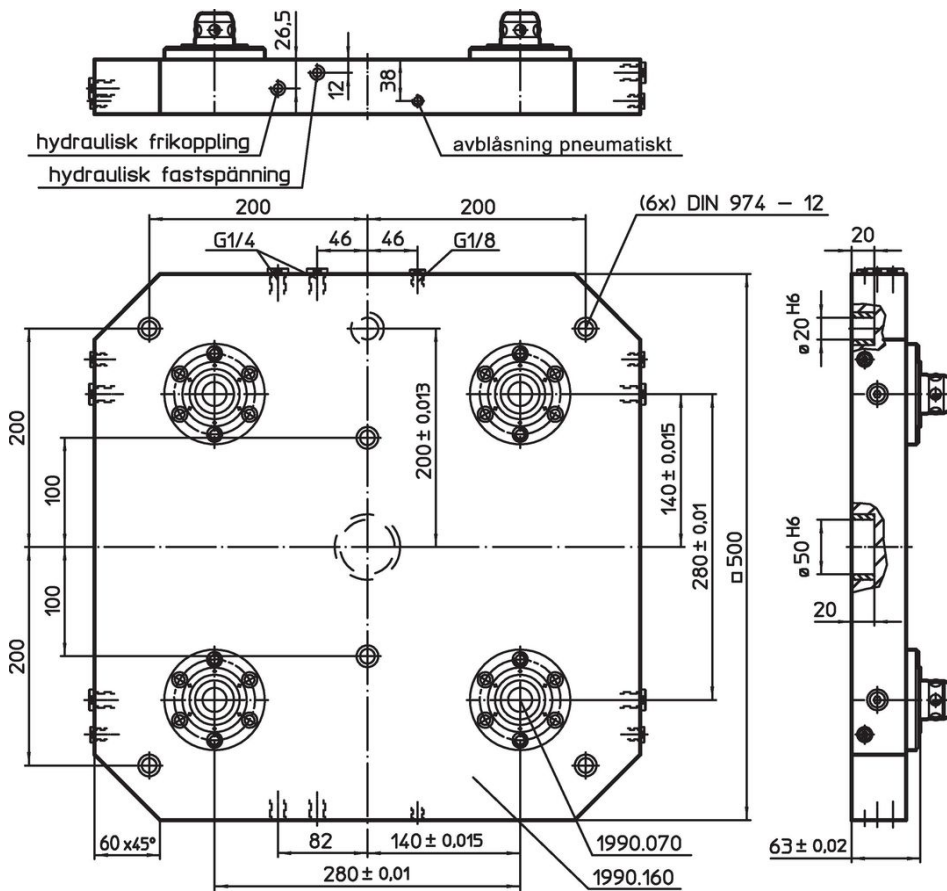 26,5
12
38
hydraulisk frikoppling
avblåsning pneumatiskt
hydraulisk fastspänning
200
200
(6x) DIN 974 – 12
G1/4
46
46
G1/8
20
ø 20 H6
200
100
200 ± 0,013
140 ± 0,015
280 ± 0,01
□ 500
ø 50 H6
100
200
20
60 x45°
82
140 ± 0,015
1990.070
63 ± 0,02
280 ± 0,01
1990.160